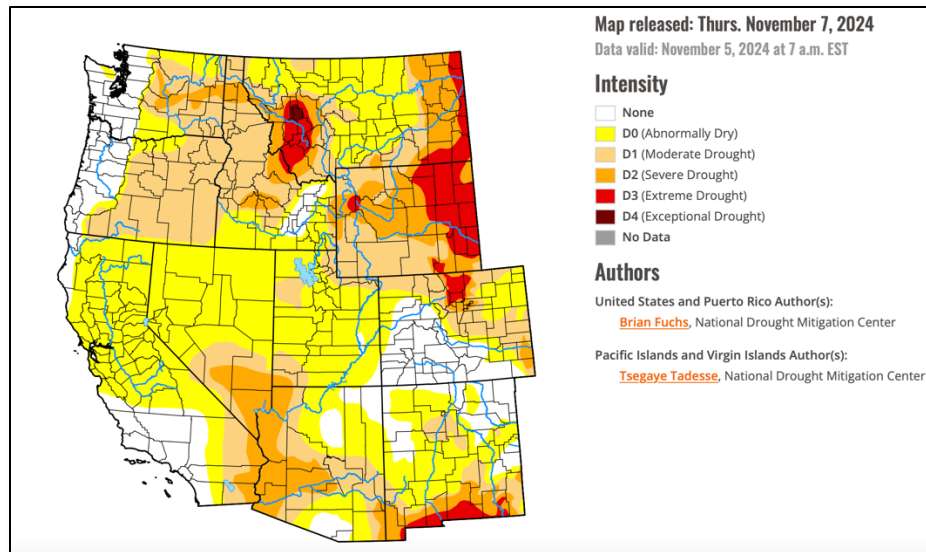 Map released: Thurs. November 7, 2024
Data valid: November 5, 2024 at 7 a.m. EST
Intensity
None
D0 (Abnormally Dry)
D1 (Moderate Drought)
D2 (Severe Drought)
D3 (Extreme Drought)
D4 (Exceptional Drought)
No Data
Authors
United States and Puerto Rico Author(s):
Brian Fuchs, National Drought Mitigation Center
Pacific Islands and Virgin Islands Author(s):
Tsegaye Tadesse, National Drought Mitigation Center